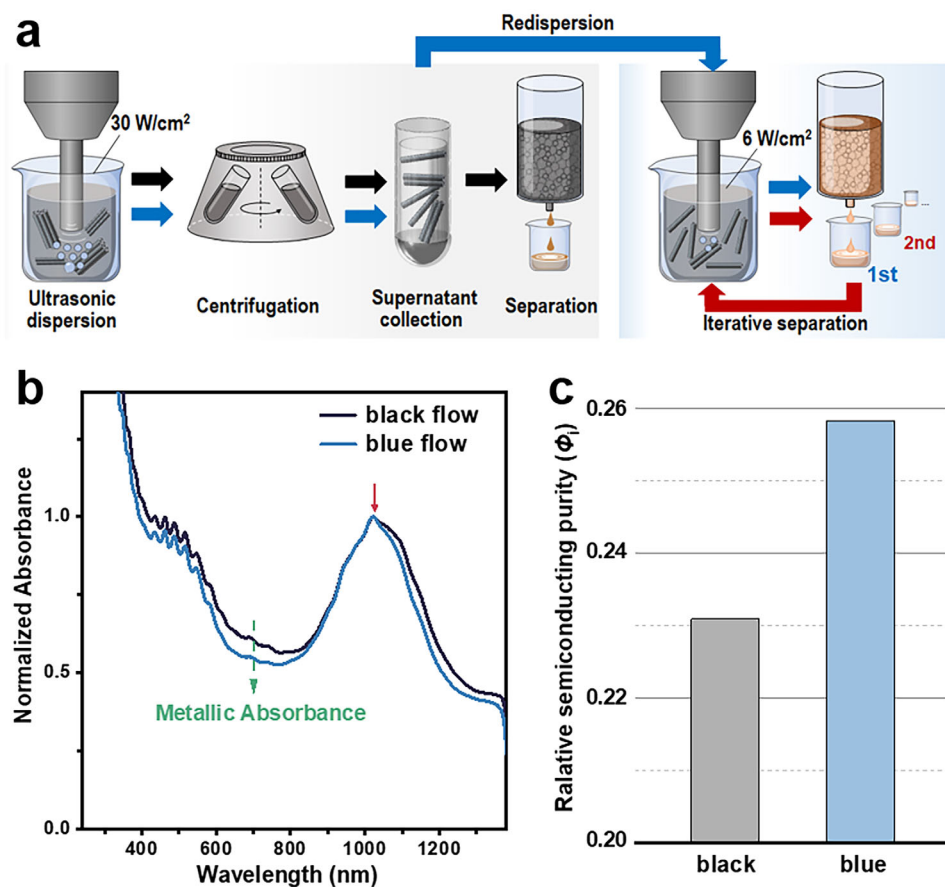 a
Redispersion
30 W/cm²
6 W/cm²
...
2nd
1st
Ultrasonic
dispersion
Centrifugation
Supernatant
collection
Separation
Iterative separation
b
black flow
blue flow
1.0
0.5
0.0
Normalized Absorbance
Metallic Absorbance
400 600 800 1000 1200
Wavelength (nm)
c
0.26
0.24
0.22
0.20
Ralative semiconducting purity (Φi)
black blue